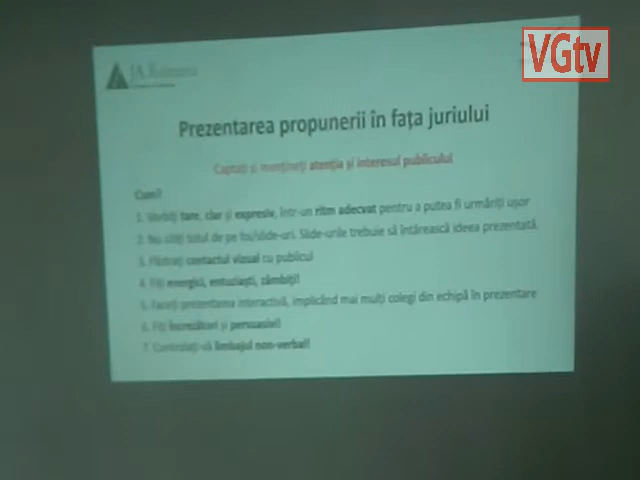 VGtv
JA Romania
Prezentarea propunerii în fața juriului
Captați și mențineți atenția și interesul publicului
Cum?
1. Vorbiți tare, clar și expresiv, într-un ritm adecvat pentru a putea fi urmăriți ușor
2. Nu citiți totul de pe foi/slide-uri. Slide-urile trebuie să întărească ideea prezentată.
3. Păstrați contactul vizual cu publicul
4. Fiți energici, entuziaști, zâmbiți!
5. Faceți prezentarea interactivă, implicând mai mulți colegi din echipă în prezentare
6. Fiți încrezători și persuasivi!
7. Controlați-vă limbajul non-verbal!